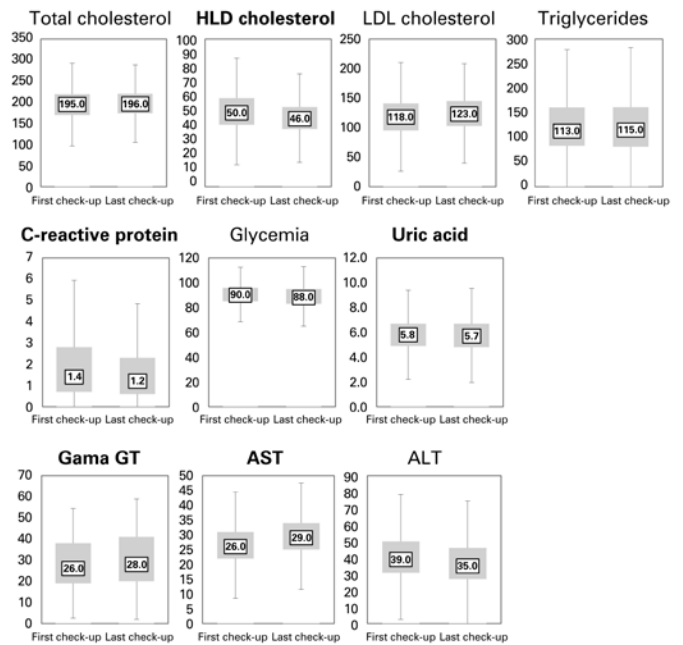 Total cholesterol HLD cholesterol LDL cholesterol Triglycerides
350 300 250 200 150 100 50 0
195.0 196.0
First check-up Last check-up
100 90 80 70 60 50 40 30 20 10 0
50.0 46.0
First check-up Last check-up
250 200 150 100 50 0
118.0 123.0
First check-up Last check-up
300 250 200 150 100 50 0
113.0 115.0
First check-up Last check-up
C-reactive protein Glycemia Uric acid
7 6 5 4 3 2 1 0
1.4 1.2
First check-up Last check-up
120 100 80 60 40 20 0
90.0 88.0
First check-up Last check-up
12.0 10.0 8.0 6.0 4.0 2.0 0.0
5.8 5.7
First check-up Last check-up
Gama GT AST ALT
70 60 50 40 30 20 10 0
26.0 28.0
First check-up Last check-up
50 45 40 35 30 25 20 15 10 5 0
26.0 29.0
First check-up Last check-up
90 80 70 60 50 40 30 20 10 0
39.0 35.0
First check-up Last check-up